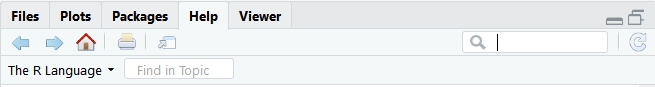 Files Plots Packages Help Viewer
The R Language Find in Topic